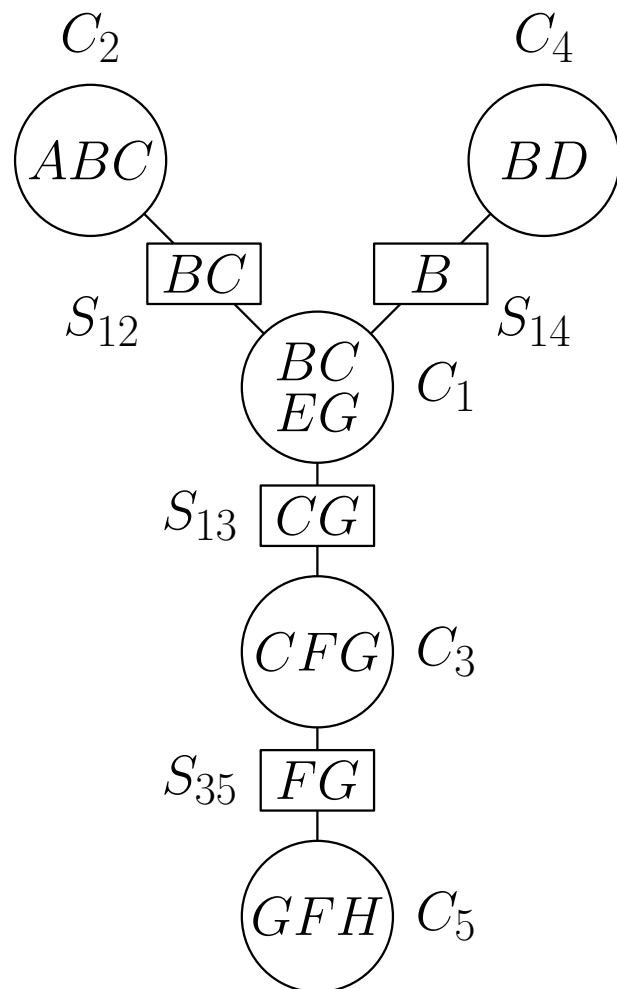 C₂
C₄
ABC
BD
BC
B
S₁₂
S₁₄
BC
EG
C₁
S₁₃
CG
CFG
C₃
S₃₅
FG
GFH
C₅